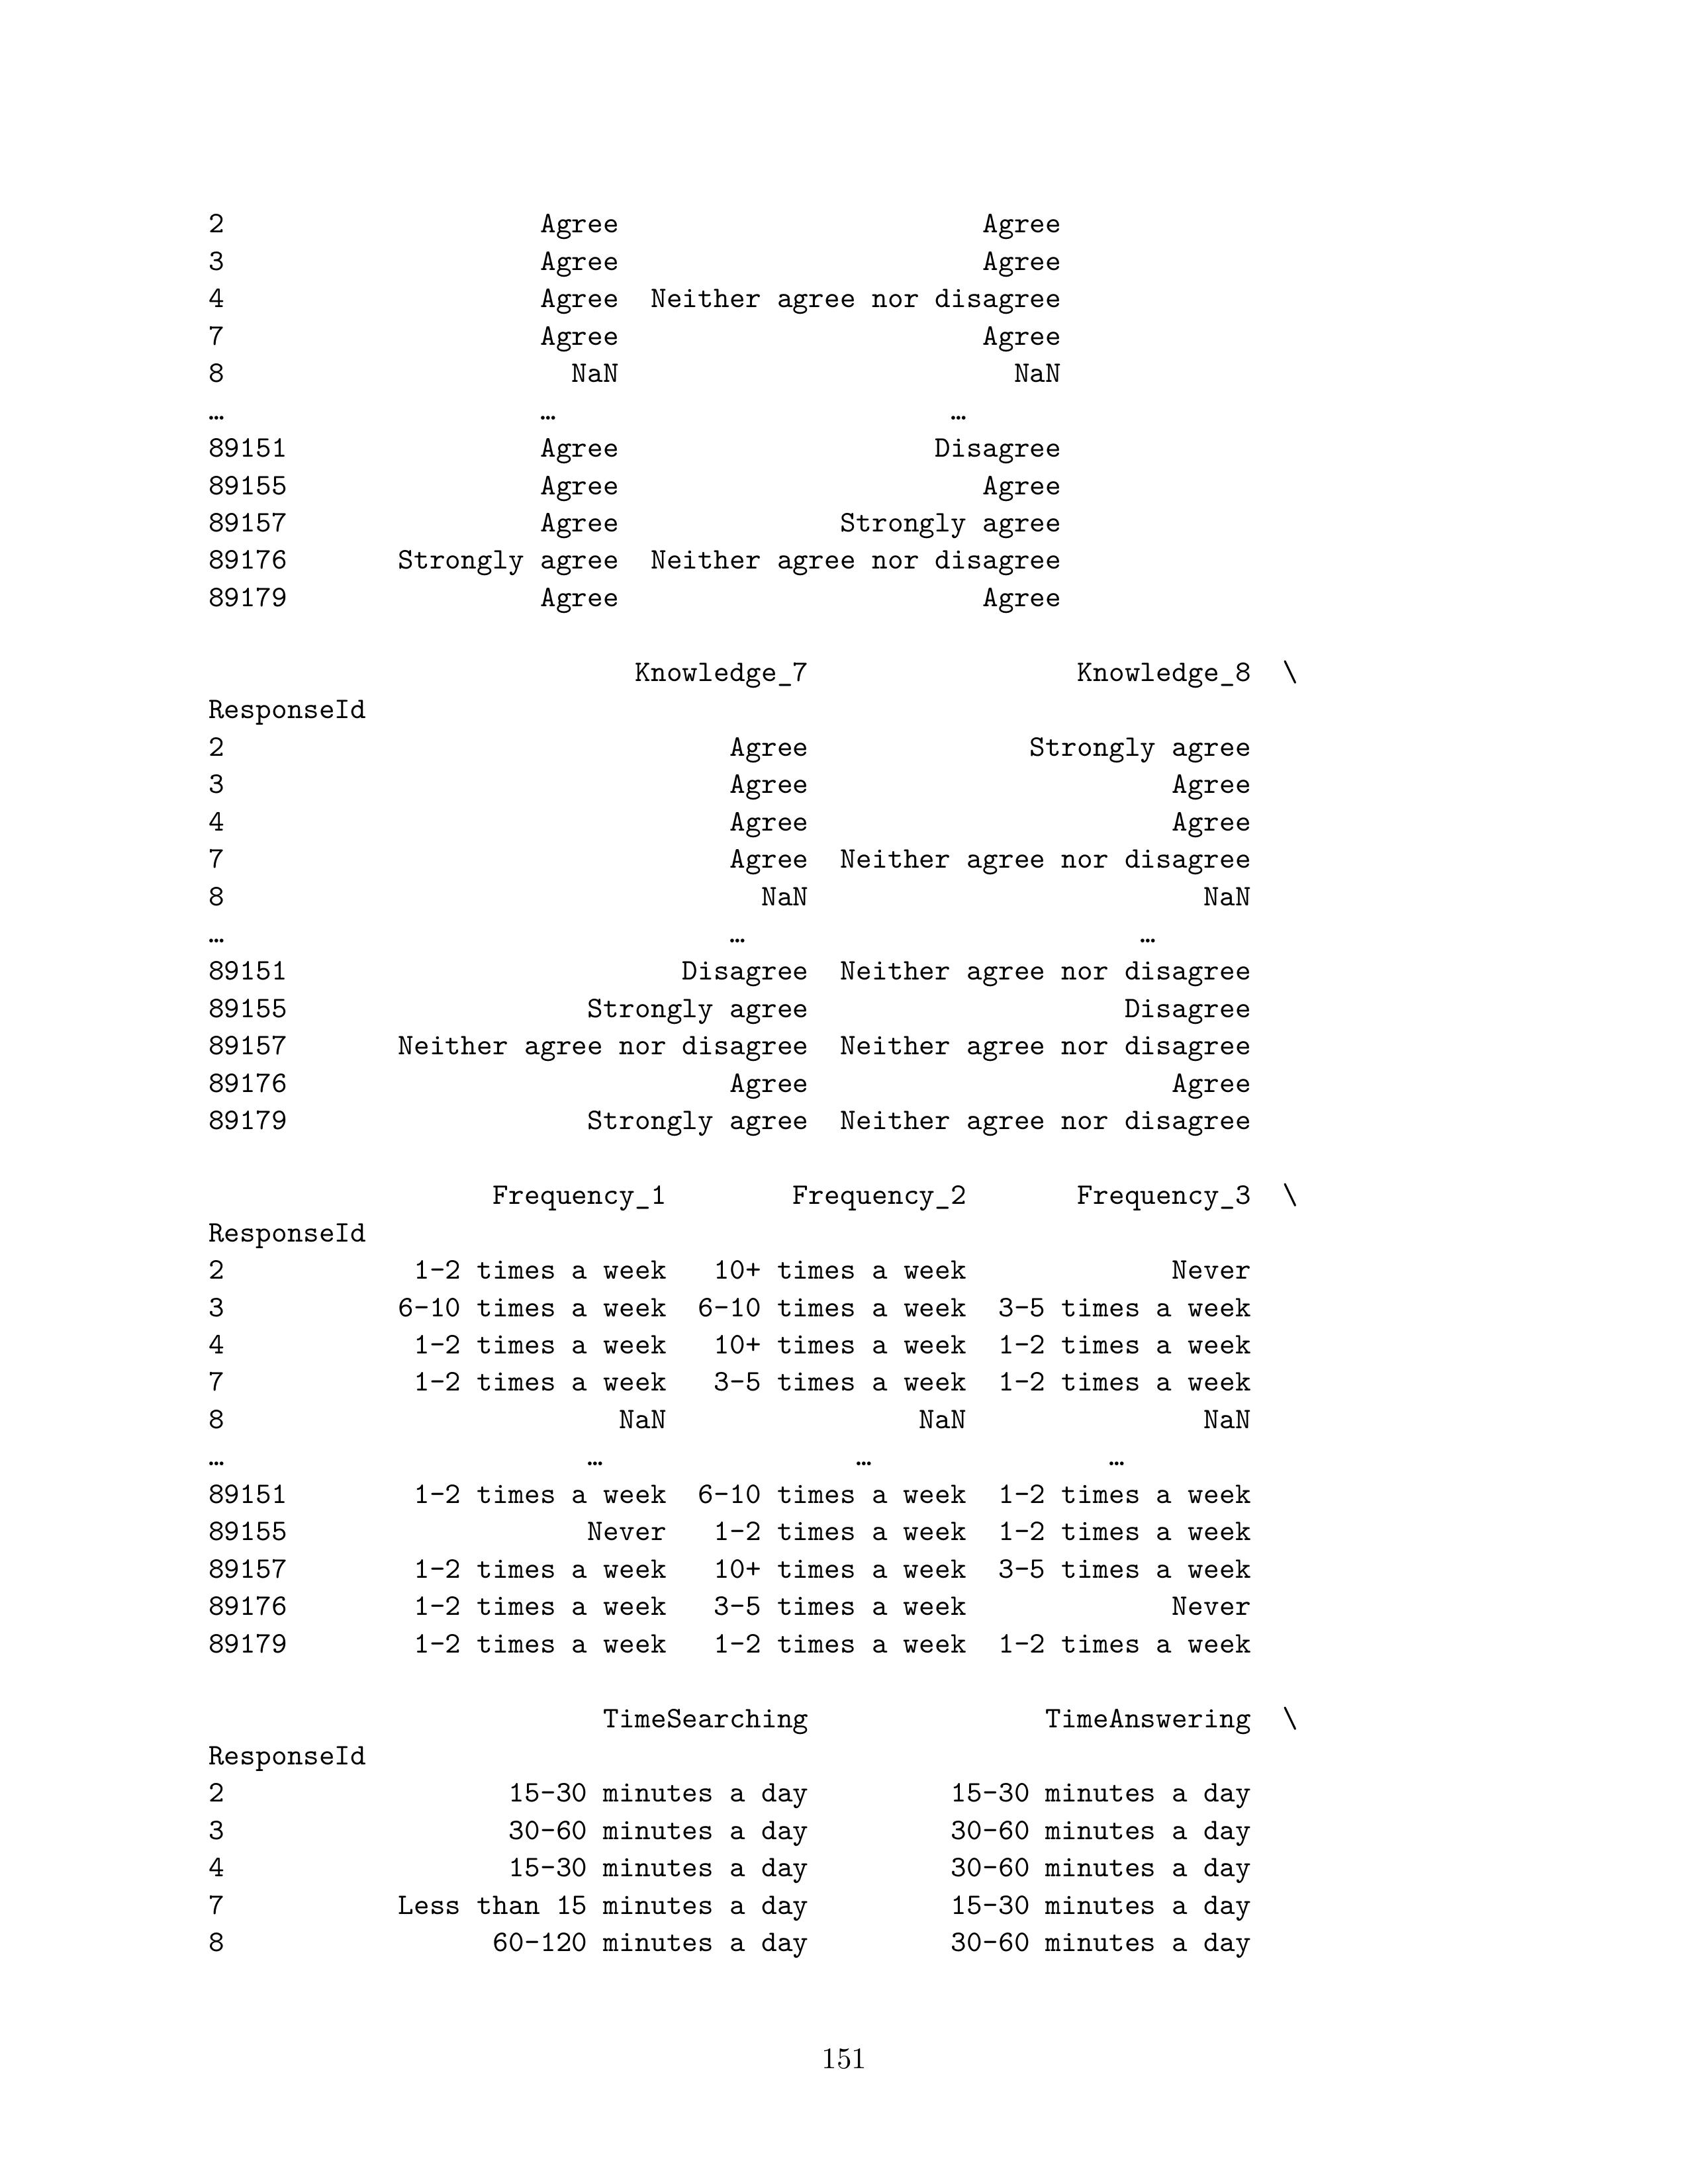 2                    Agree                       Agree
3                    Agree                       Agree
4                    Agree  Neither agree nor disagree
7                    Agree                       Agree
8                      NaN                         NaN
…                    …                         …
89151                Agree                    Disagree
89155                Agree                       Agree
89157                Agree              Strongly agree
89176       Strongly agree  Neither agree nor disagree
89179                Agree                       Agree

                           Knowledge_7                 Knowledge_8  \
ResponseId
2                                Agree              Strongly agree
3                                Agree                       Agree
4                                Agree                       Agree
7                                Agree  Neither agree nor disagree
8                                  NaN                         NaN
…                                …                         …
89151                         Disagree  Neither agree nor disagree
89155                   Strongly agree                    Disagree
89157       Neither agree nor disagree  Neither agree nor disagree
89176                            Agree                       Agree
89179                   Strongly agree  Neither agree nor disagree

                  Frequency_1        Frequency_2       Frequency_3  \
ResponseId
2            1-2 times a week   10+ times a week             Never
3           6-10 times a week  6-10 times a week  3-5 times a week
4            1-2 times a week   10+ times a week  1-2 times a week
7            1-2 times a week   3-5 times a week  1-2 times a week
8                         NaN                NaN               NaN
…                       …                …               …
89151        1-2 times a week  6-10 times a week  1-2 times a week
89155                   Never   1-2 times a week  1-2 times a week
89157        1-2 times a week   10+ times a week  3-5 times a week
89176        1-2 times a week   3-5 times a week             Never
89179        1-2 times a week   1-2 times a week  1-2 times a week

                         TimeSearching               TimeAnswering  \
ResponseId
2                  15-30 minutes a day         15-30 minutes a day
3                  30-60 minutes a day         30-60 minutes a day
4                  15-30 minutes a day         30-60 minutes a day
7           Less than 15 minutes a day         15-30 minutes a day
8                 60-120 minutes a day         30-60 minutes a day
151